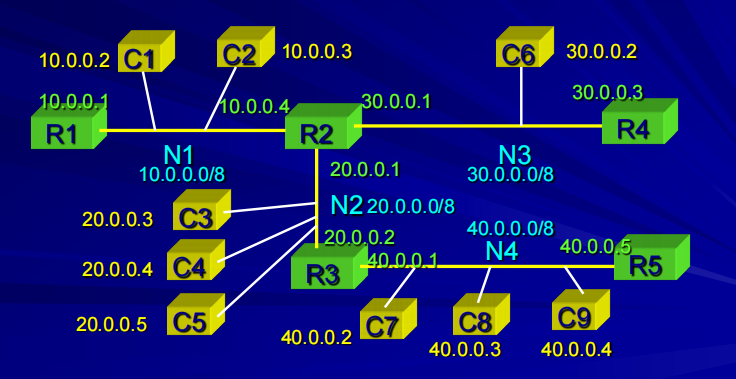 10.0.0.2 C1 C2 10.0.0.3 C6 30.0.0.2
10.0.0.1 10.0.0.4 30.0.0.1 30.0.0.3
R1 R2 R4
N1 N3
10.0.0.0/8 20.0.0.1 30.0.0.0/8
20.0.0.3 C3 N2 20.0.0.0/8
40.0.0.0/8
20.0.0.2 N4 40.0.0.5
20.0.0.4 C4 R3 40.0.0.1 R5
20.0.0.5 C5 C7 C8 C9
40.0.0.2 40.0.0.3 40.0.0.4